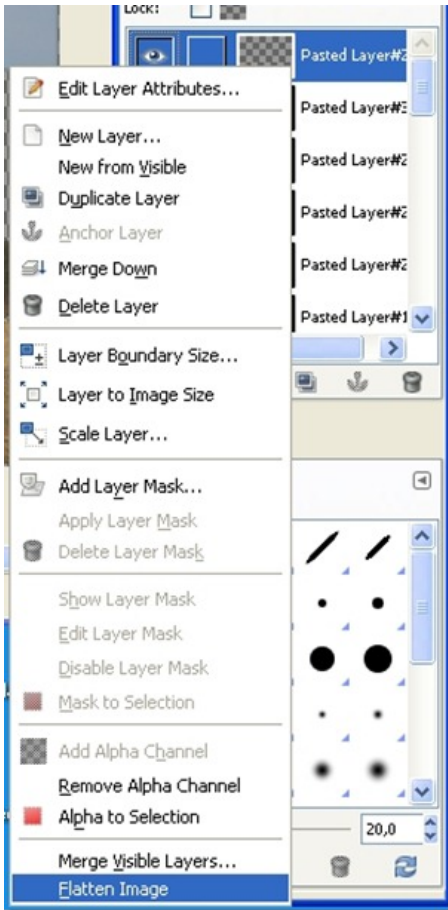 Lock:
Pasted Layer#2
Edit Layer Attributes...
Pasted Layer#3
New Layer...
New from Visible
Pasted Layer#2
Duplicate Layer
Pasted Layer#2
Anchor Layer
Merge Down
Pasted Layer#2
Delete Layer
Pasted Layer#1
Layer Boundary Size...
Layer to Image Size
Scale Layer...
Add Layer Mask...
Apply Layer Mask
Delete Layer Mask
Show Layer Mask
Edit Layer Mask
Disable Layer Mask
Mask to Selection
Add Alpha Channel
Remove Alpha Channel
Alpha to Selection
20,0
Merge Visible Layers...
Flatten Image